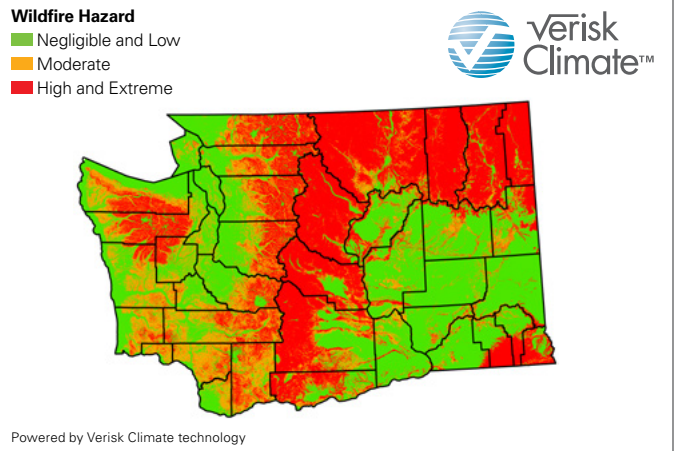 Wildfire Hazard
Negligible and Low
Moderate
High and Extreme
Verisk
Climate™
Powered by Verisk Climate technology